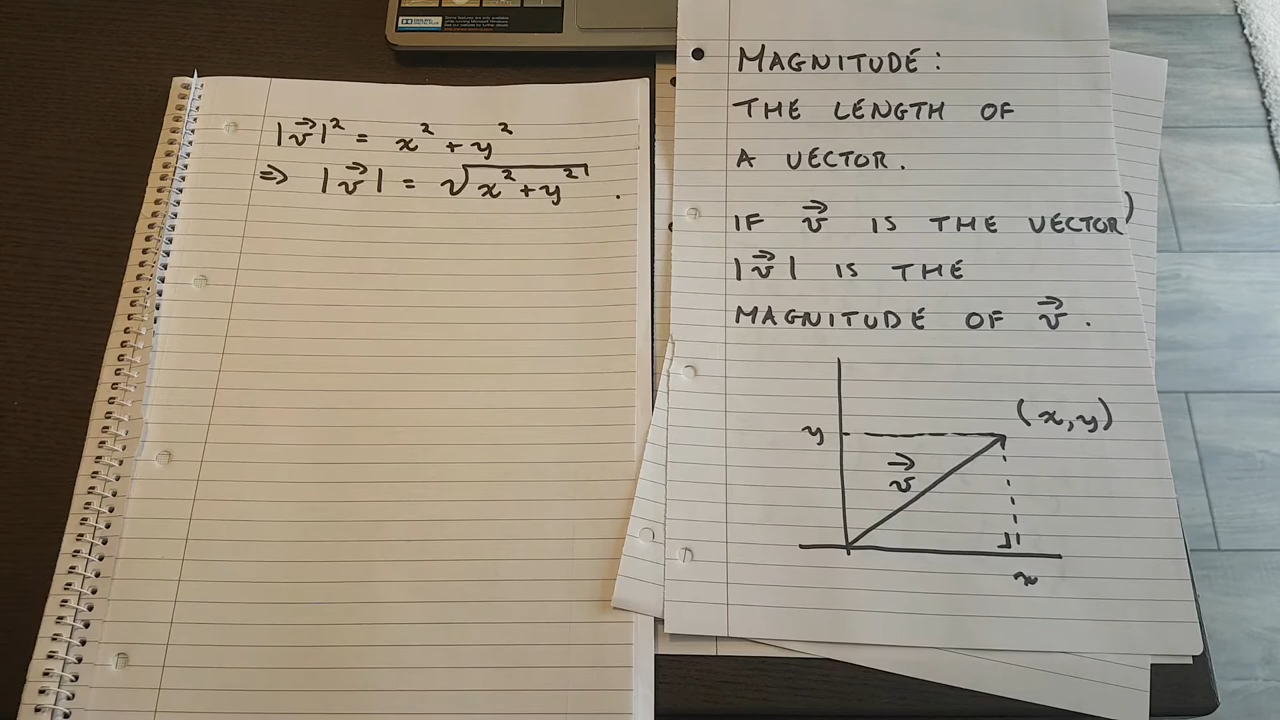 |v⃗|² = x² + y²
⇒ |v⃗| = √(x² + y²) .
MAGNITUDE:
THE LENGTH OF
A VECTOR.
IF v⃗ IS THE VECTOR)
|v⃗| IS THE
MAGNITUDE OF v⃗.
(x,y)
y
v⃗
x